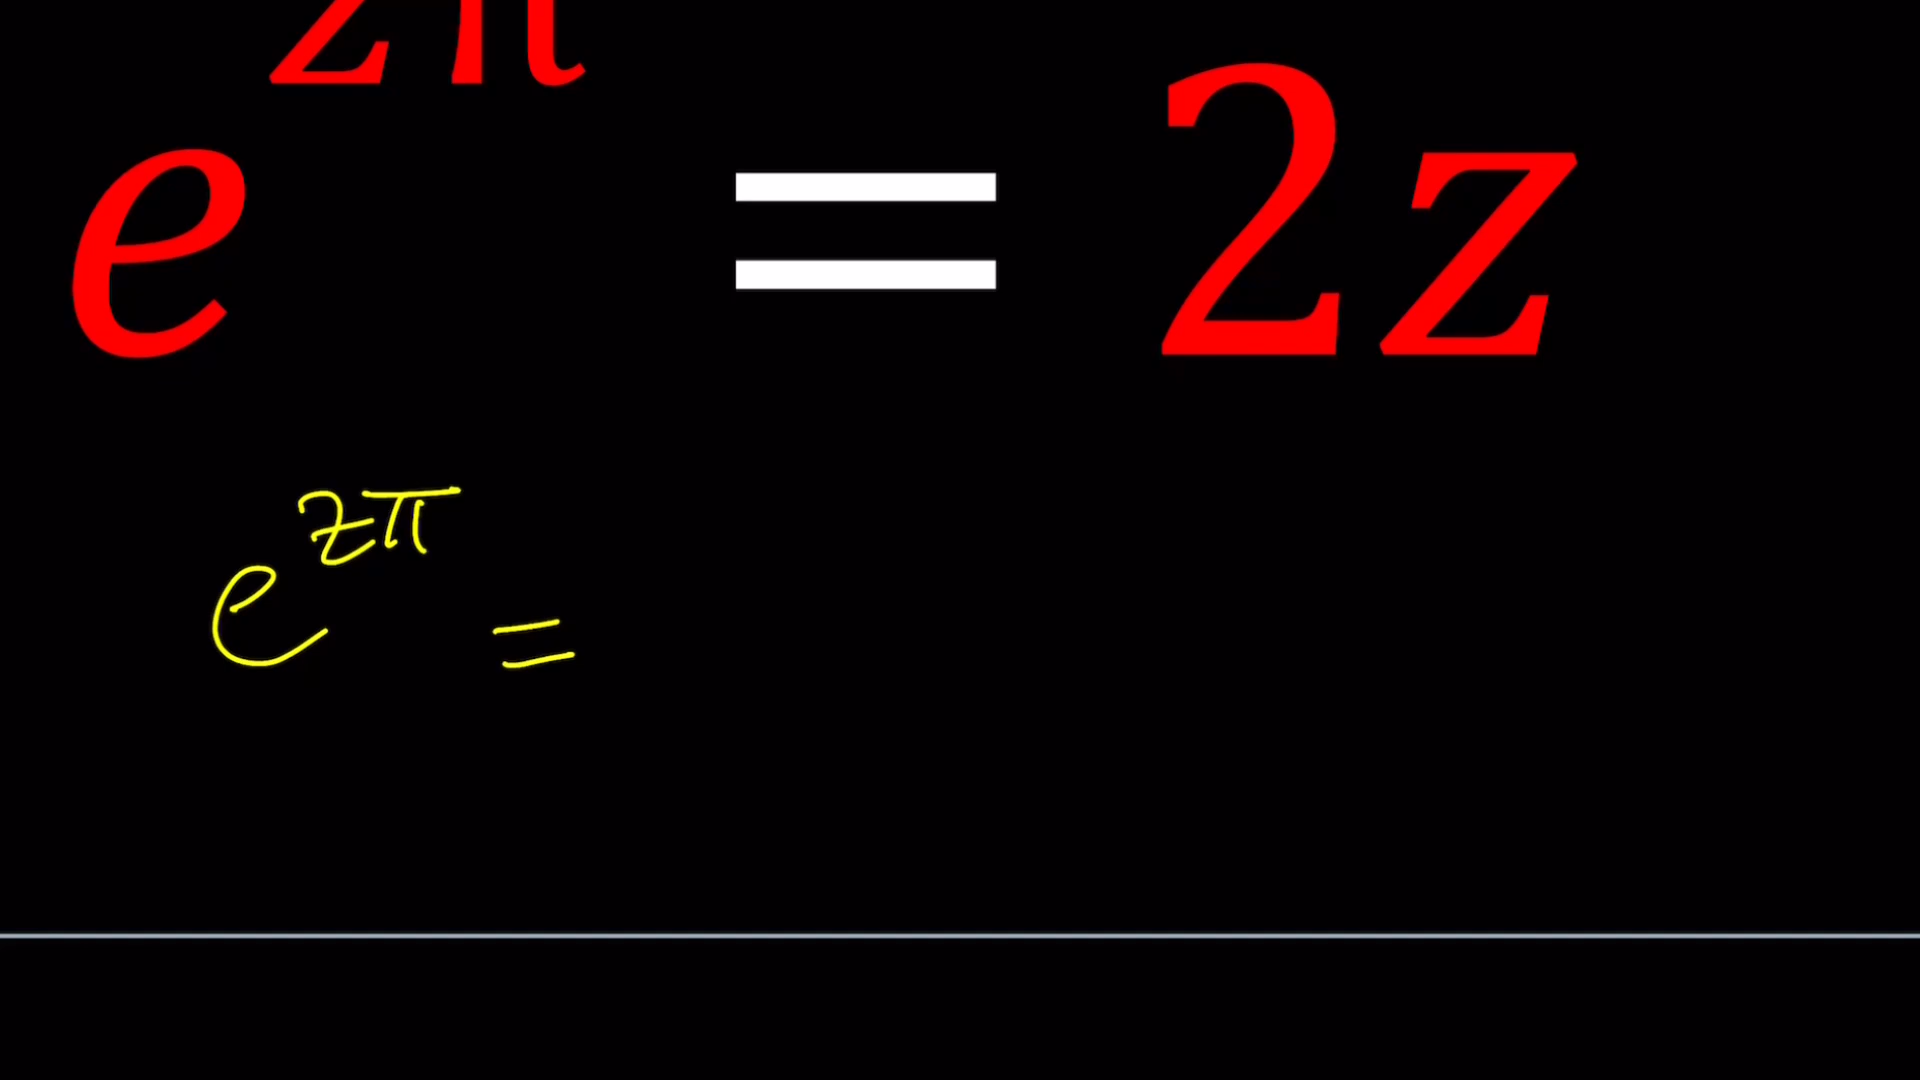 e^{zπ} = 2z
e^{zπ} =